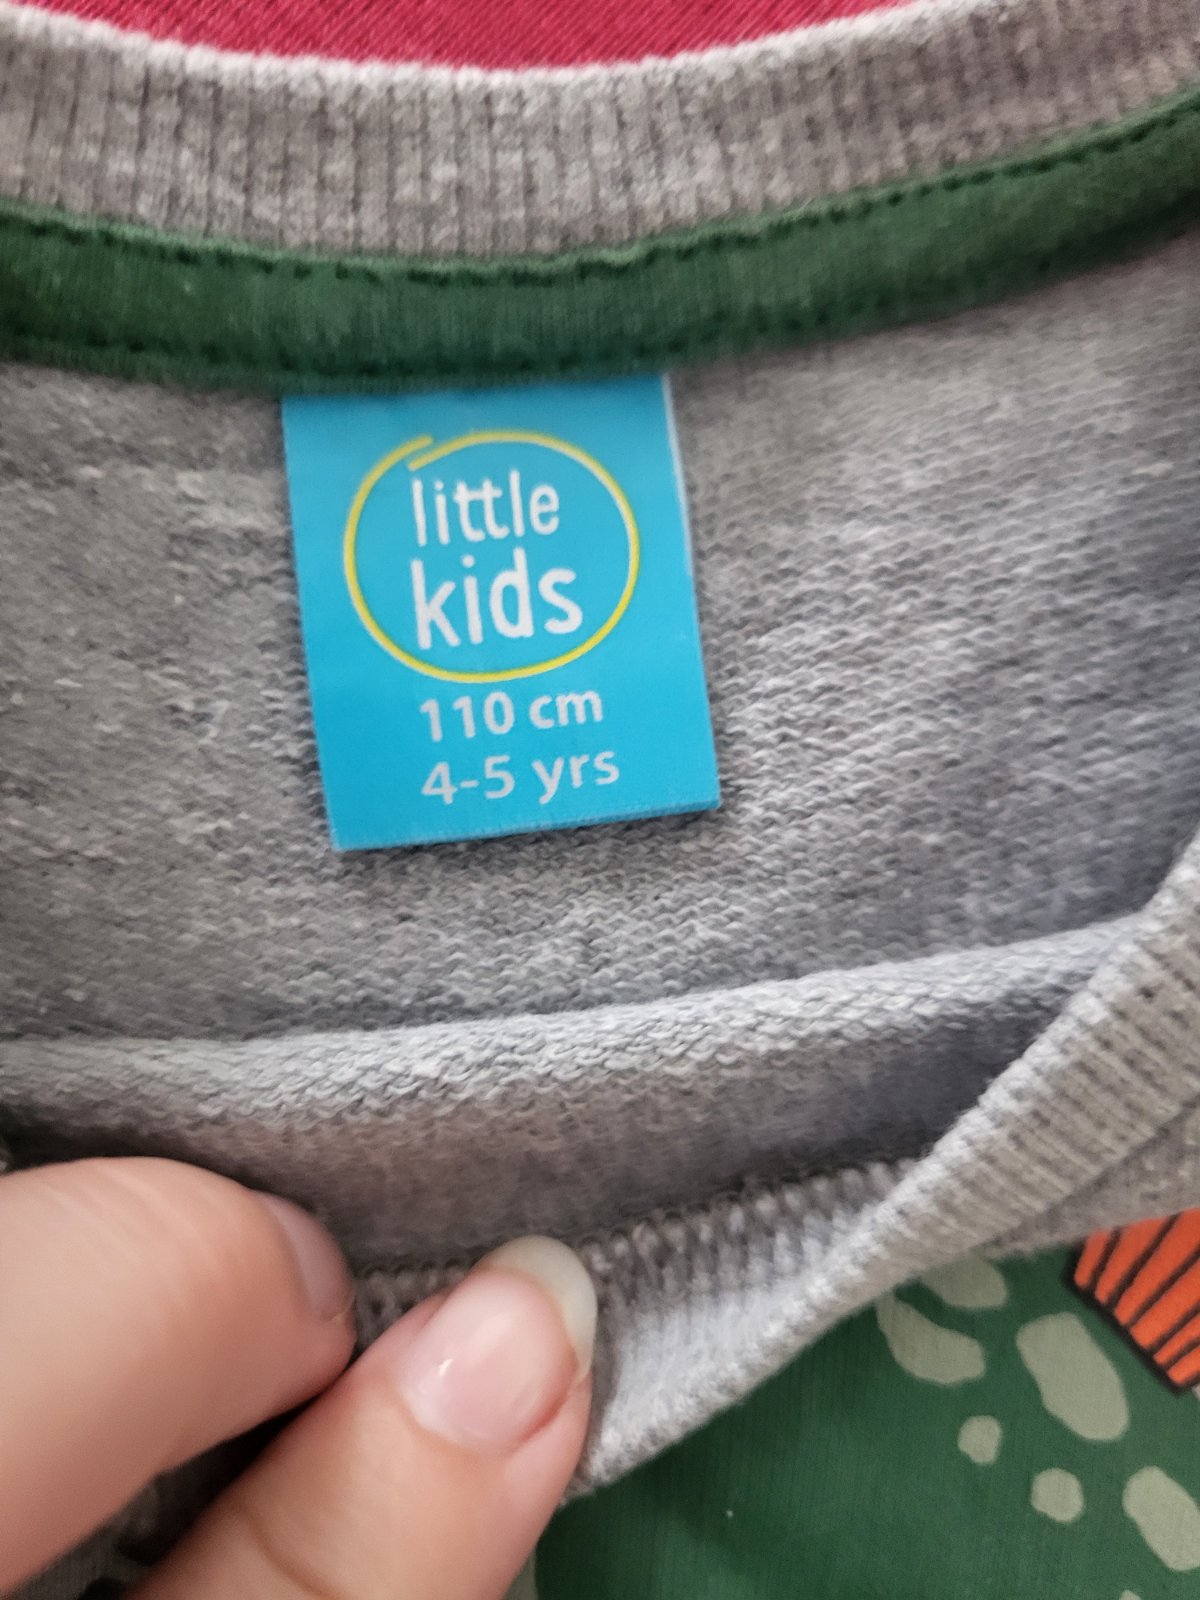 little
kids
110 cm
4-5 yrs